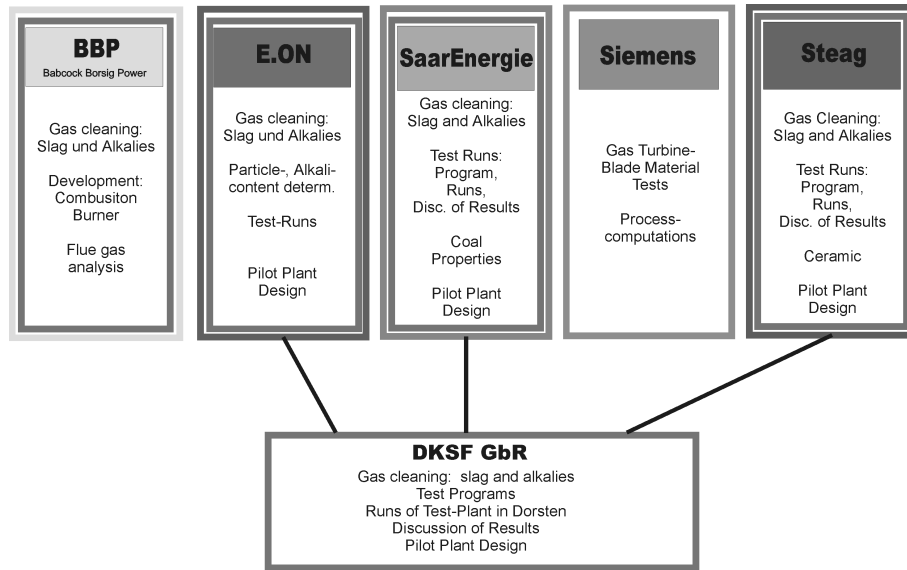 BBP
Babcock Borsig Power
Gas cleaning:
Slag und Alkalies
Development:
Combusiton
Burner
Flue gas
analysis
E.ON
Gas cleaning:
Slag und Alkalies
Particle-, Alkali-
content determ.
Test-Runs
Pilot Plant
Design
SaarEnergie
Gas cleaning:
Slag and Alkalies
Test Runs:
Program,
Runs,
Disc. of Results
Coal
Properties
Pilot Plant
Design
Siemens
Gas Turbine-
Blade Material
Tests
Process-
computations
Steag
Gas Cleaning:
Slag and Alkalies
Test Runs:
Program,
Runs,
Disc. of Results
Ceramic
Pilot Plant
Design
DKSF GbR
Gas cleaning:  slag and alkalies
Test Programs
Runs of Test-Plant in Dorsten
Discussion of Results
Pilot Plant Design